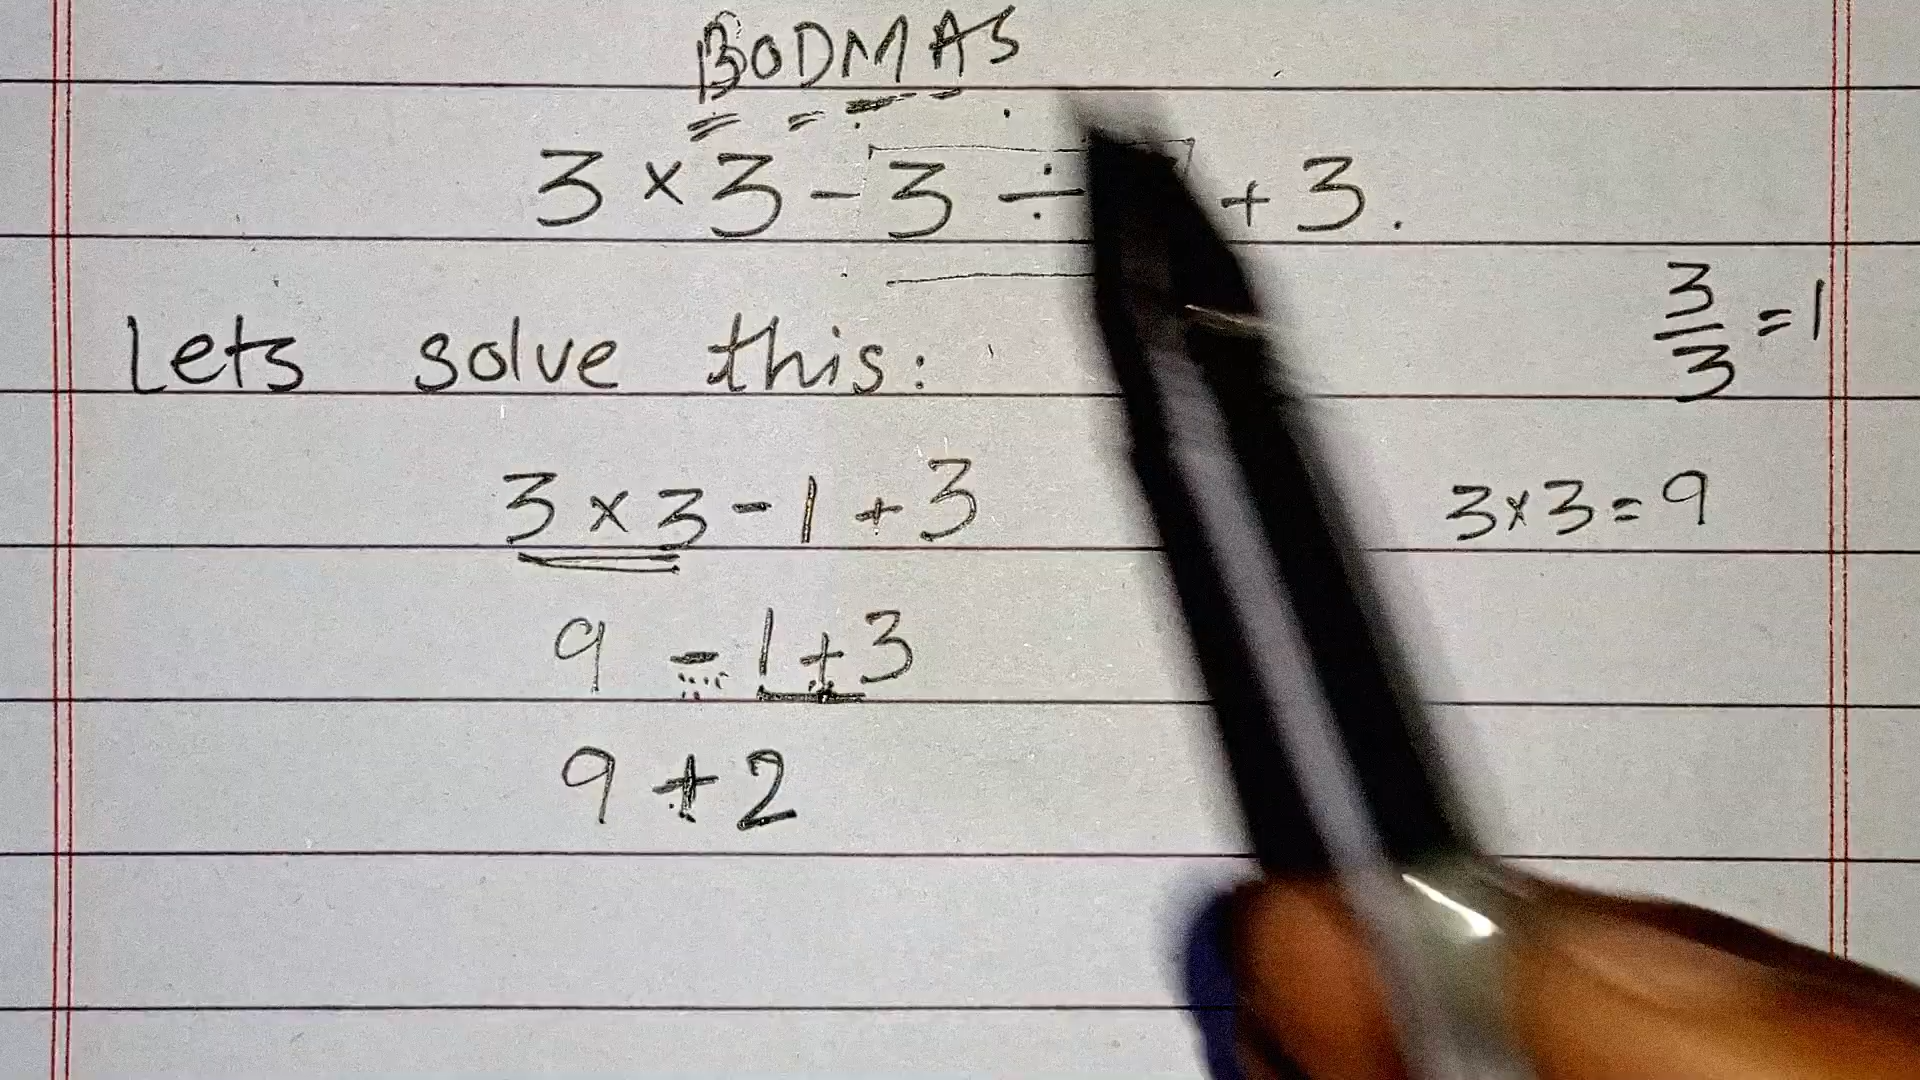 BODMAS
3 × 3 - 3 ÷ + 3.
Lets solve this:
3/3 = 1
3 × 3 - 1 + 3
3×3 = 9
9 - 1 + 3
9 + 2